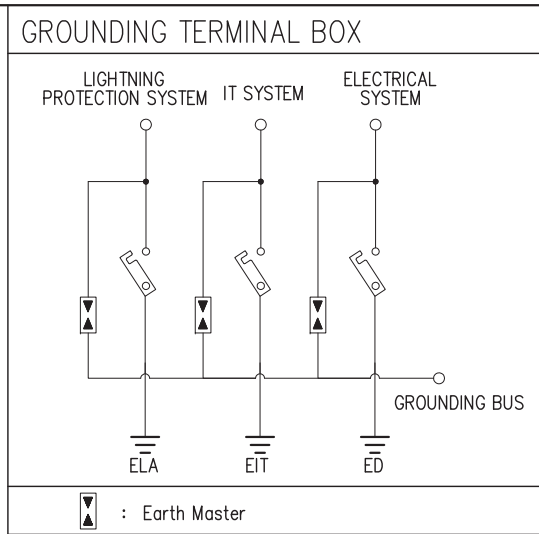 GROUNDING TERMINAL BOX
LIGHTNING
PROTECTION SYSTEM
IT SYSTEM
ELECTRICAL
SYSTEM
GROUNDING BUS
ELA
EIT
ED
: Earth Master